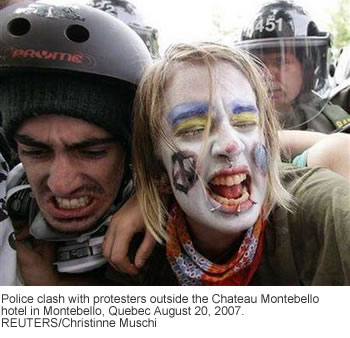 451
PROTRE
Police clash with protesters outside the Chateau Montebello
hotel in Montebello, Quebec August 20, 2007.
REUTERS/Christinne Muschi